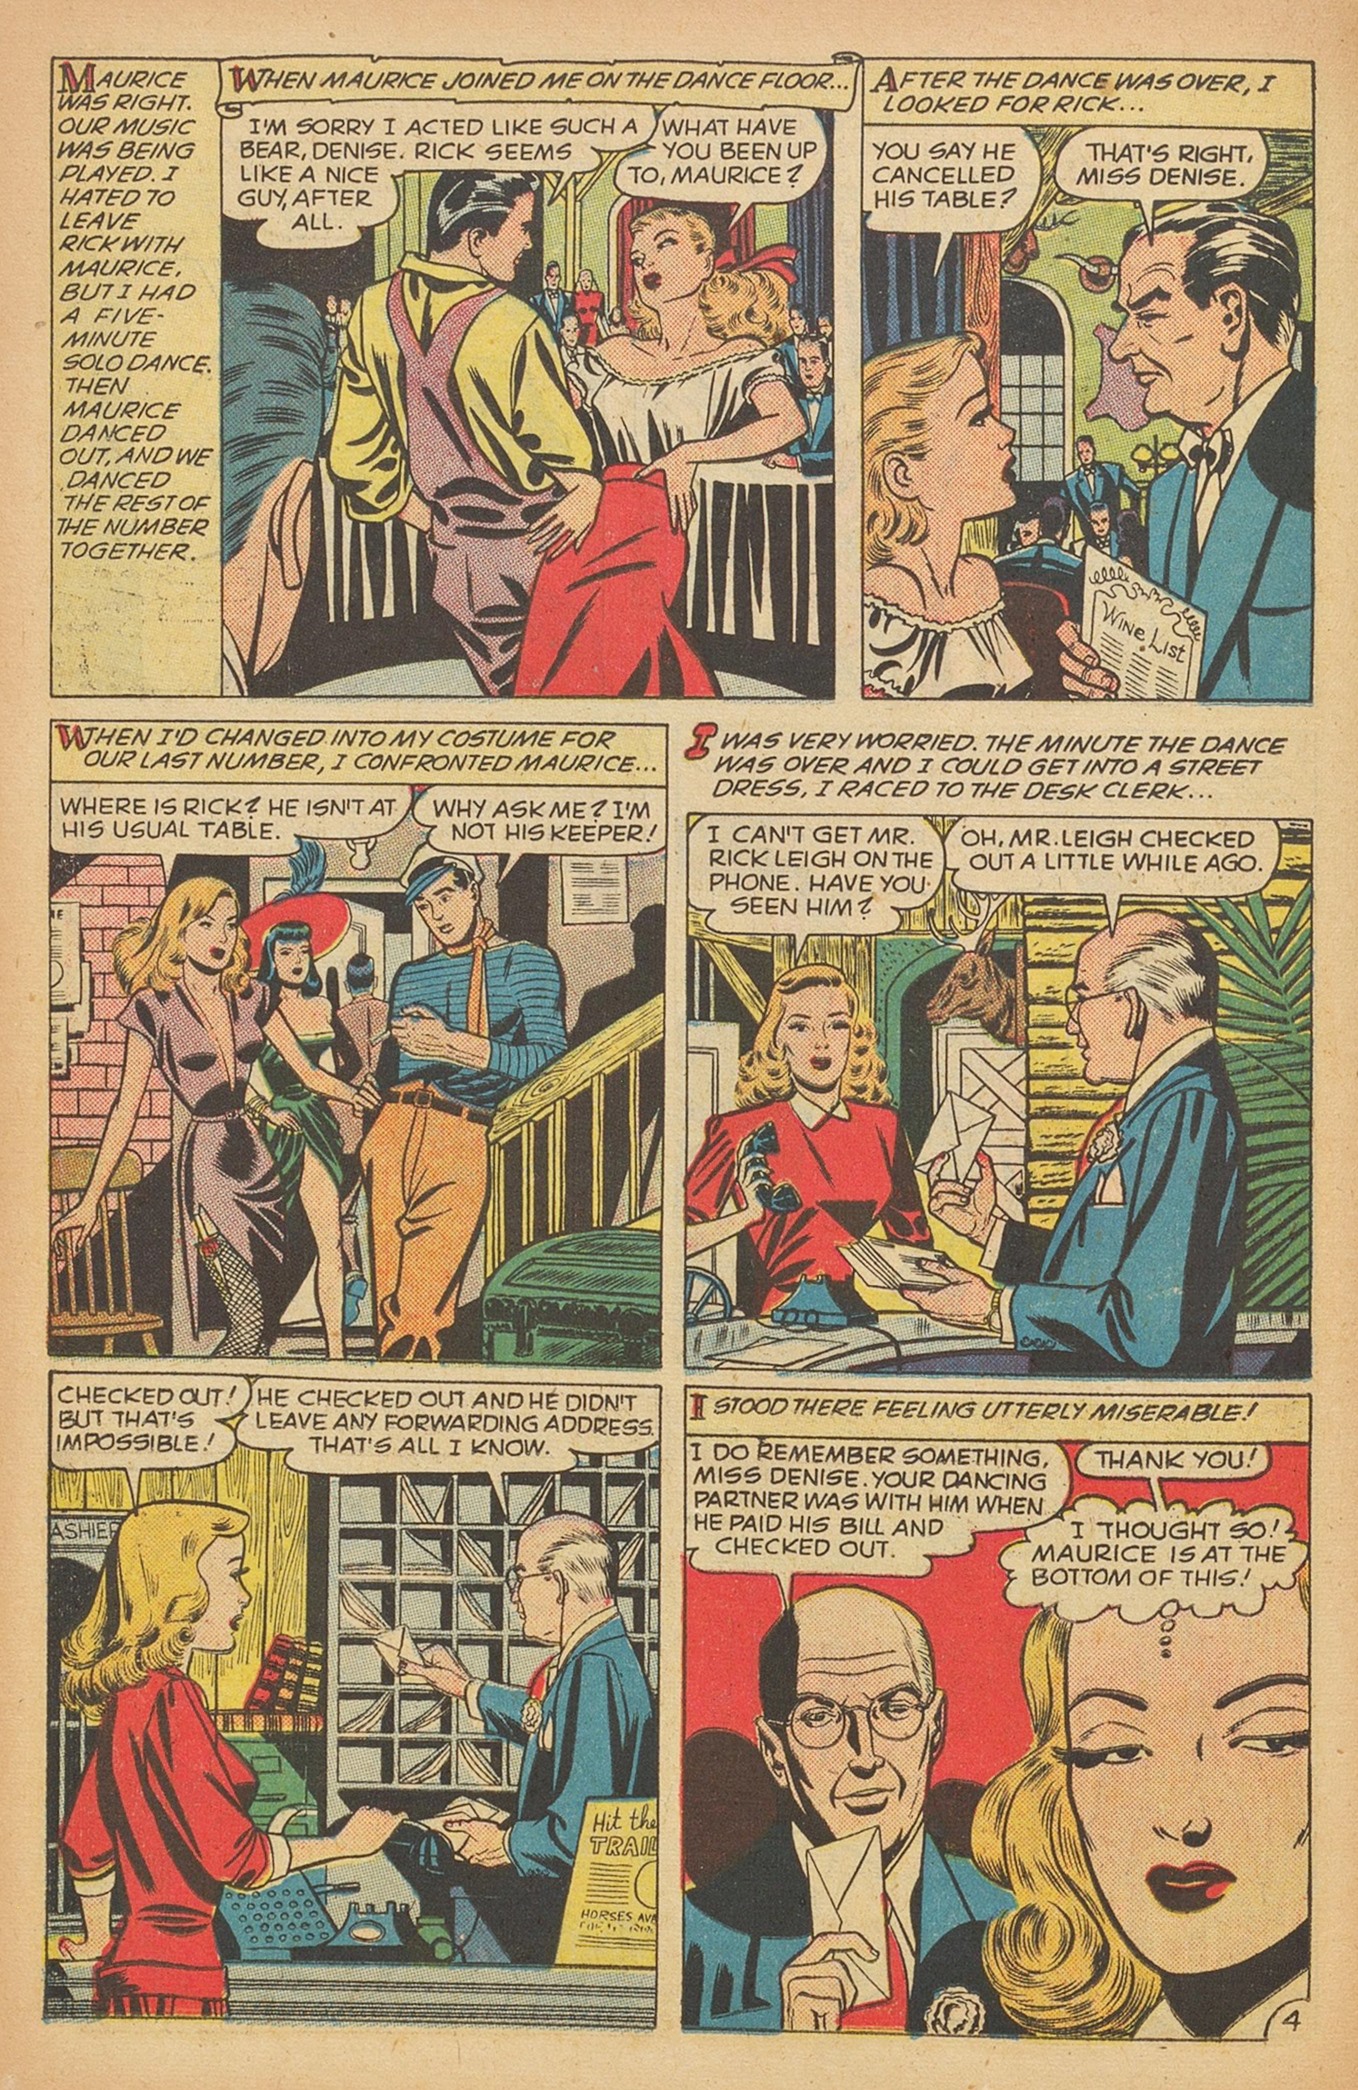 MAURICE
WAS RIGHT.
OUR MUSIC
WAS BEING
PLAYED. I
HATED TO
LEAVE
RICK WITH
MAURICE,
BUT I HAD
A FIVE-
MINUTE
SOLO DANCE.
THEN
MAURICE
DANCED
OUT, AND WE
DANCED
THE REST OF
THE NUMBER
TOGETHER.
WHEN MAURICE JOINED ME ON THE DANCE FLOOR...
I'M SORRY I ACTED LIKE SUCH A
BEAR, DENISE. RICK SEEMS
LIKE A NICE
GUY, AFTER
ALL.
WHAT HAVE
YOU BEEN UP
TO, MAURICE?
AFTER THE DANCE WAS OVER, I
LOOKED FOR RICK...
YOU SAY HE
CANCELLED
HIS TABLE?
THAT'S RIGHT,
MISS DENISE.
WINE LIST
WHEN I'D CHANGED INTO MY COSTUME FOR
OUR LAST NUMBER, I CONFRONTED MAURICE...
WHERE IS RICK? HE ISN'T AT
HIS USUAL TABLE.
WHY ASK ME? I'M
NOT HIS KEEPER!
I WAS VERY WORRIED. THE MINUTE THE DANCE
WAS OVER AND I COULD GET INTO A STREET
DRESS, I RACED TO THE DESK CLERK...
I CAN'T GET MR.
RICK LEIGH ON THE
PHONE. HAVE YOU
SEEN HIM?
OH, MR. LEIGH CHECKED
OUT A LITTLE WHILE AGO.
CHECKED OUT!
BUT THAT'S
IMPOSSIBLE!
HE CHECKED OUT AND HE DIDN'T
LEAVE ANY FORWARDING ADDRESS.
THAT'S ALL I KNOW.
ASHIER
Hit the
TRAIL
HORSES AVA
I STOOD THERE FEELING UTTERLY MISERABLE!
I DO REMEMBER SOMETHING,
MISS DENISE. YOUR DANCING
PARTNER WAS WITH HIM WHEN
HE PAID HIS BILL AND
CHECKED OUT.
THANK YOU!
I THOUGHT SO!
MAURICE IS AT THE
BOTTOM OF THIS!
4